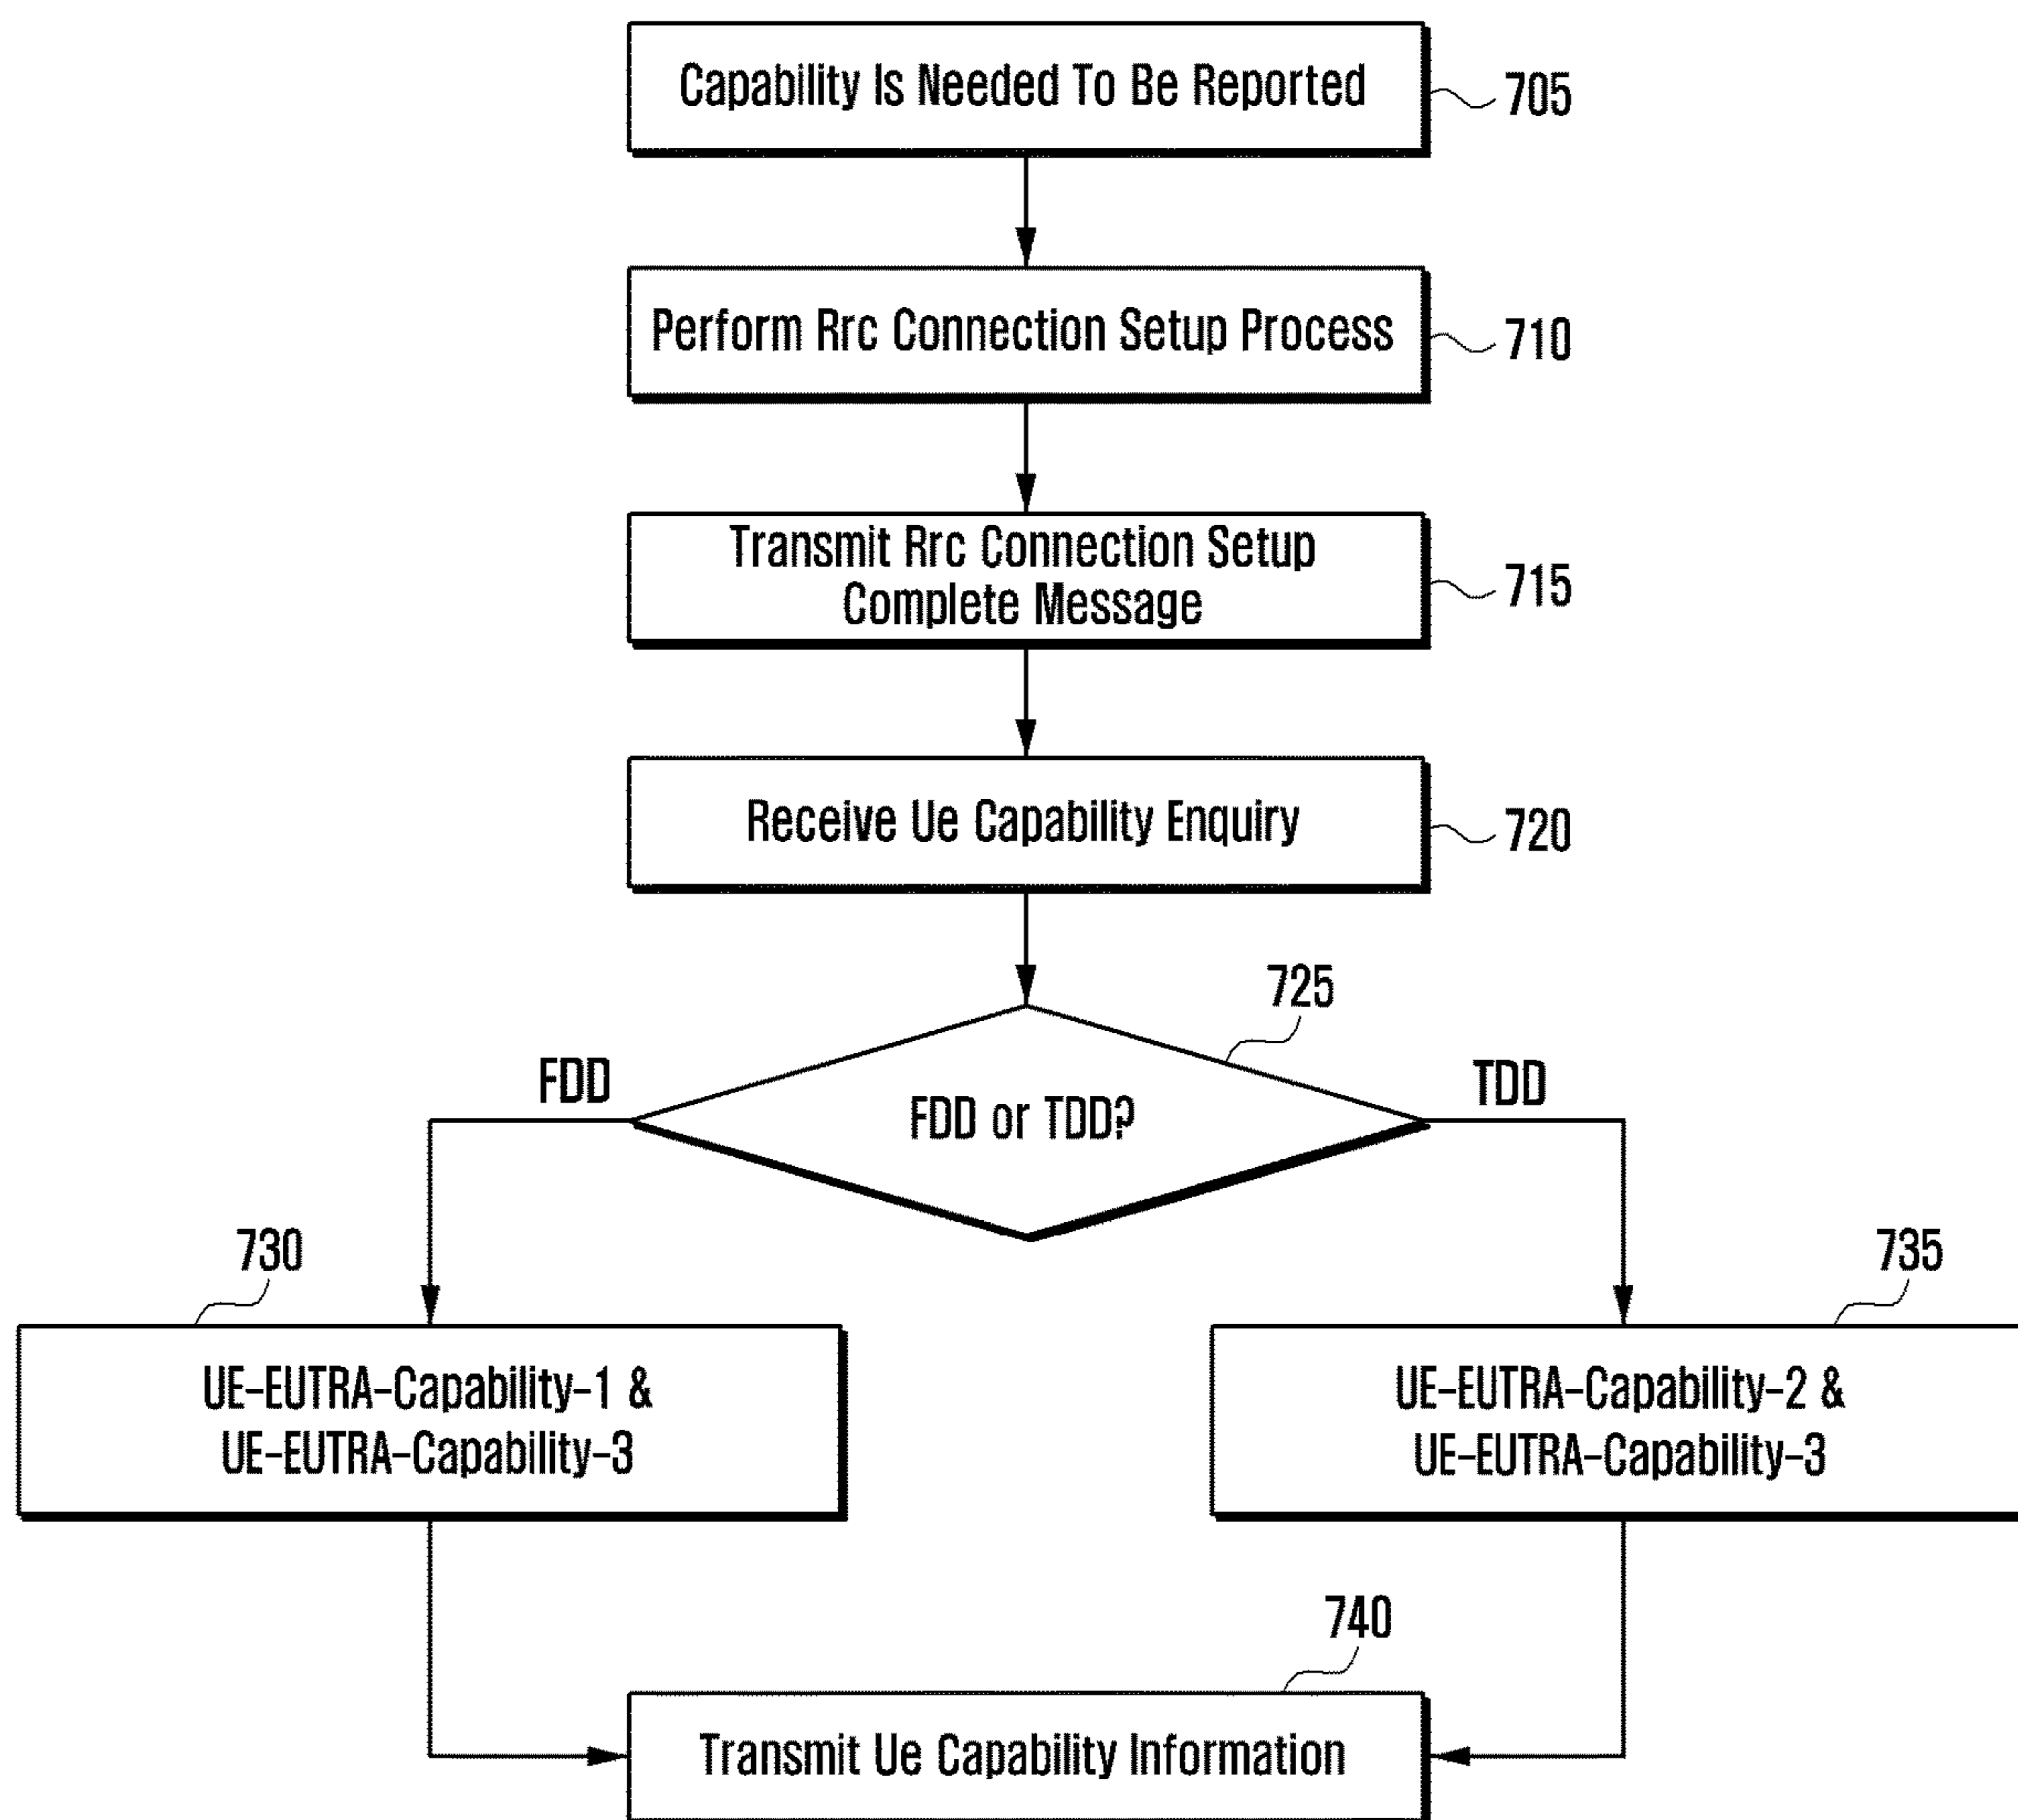 Capability Is Needed To Be Reported
705
Perform Rrc Connection Setup Process
710
Transmit Rrc Connection Setup
Complete Message
715
Receive Ue Capability Enquiry
720
725
FDD
FDD or TDD?
TDD
730
UE-EUTRA-Capability-1 &
UE-EUTRA-Capability-3
735
UE-EUTRA-Capability-2 &
UE-EUTRA-Capability-3
740
Transmit Ue Capability Information